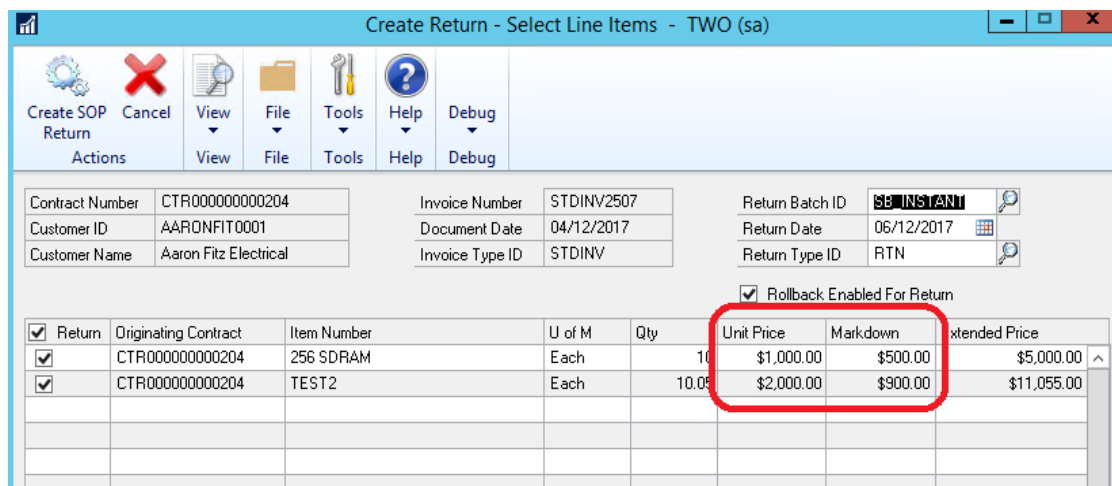 Create Return - Select Line Items - TWO (sa)
Create SOP Return Cancel View File Tools Help Debug
Actions View File Tools Help Debug
Contract Number CTR000000000204 Invoice Number STDINV2507 Return Batch ID SB_INSTANT
Customer ID AARONFIT0001 Document Date 04/12/2017 Return Date 06/12/2017
Customer Name Aaron Fitz Electrical Invoice Type ID STDINV Return Type ID RTN
Rollback Enabled For Return
Return Originating Contract Item Number U of M Qty Unit Price Markdown xtended Price
CTR000000000204 256 SDRAM Each 10 $1,000.00 $500.00 $5,000.00
CTR000000000204 TEST2 Each 10.05 $2,000.00 $900.00 $11,055.00